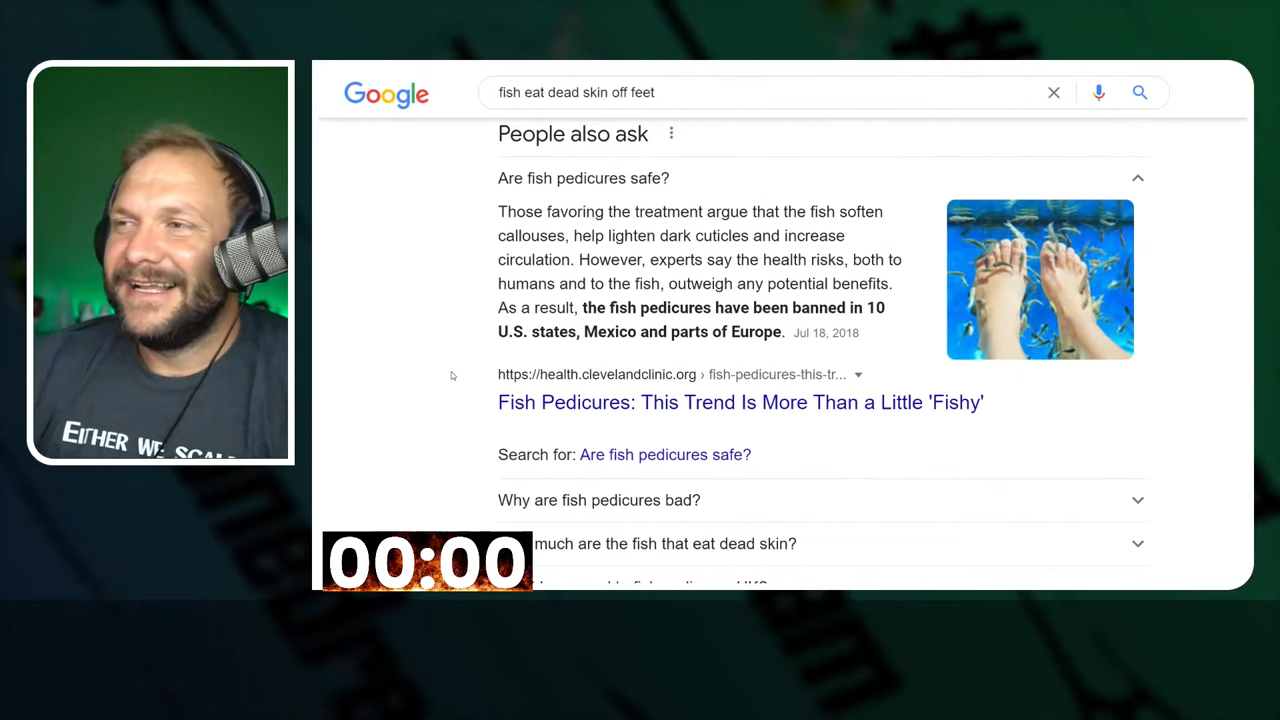 EITHER WE SCAL
Google
fish eat dead skin off feet
People also ask
Are fish pedicures safe?
Those favoring the treatment argue that the fish soften
callouses, help lighten dark cuticles and increase
circulation. However, experts say the health risks, both to
humans and to the fish, outweigh any potential benefits.
As a result, the fish pedicures have been banned in 10
U.S. states, Mexico and parts of Europe. Jul 18, 2018
https://health.clevelandclinic.org › fish-pedicures-this-tr...
Fish Pedicures: This Trend Is More Than a Little 'Fishy'
Search for: Are fish pedicures safe?
Why are fish pedicures bad?
much are the fish that eat dead skin?
00:00